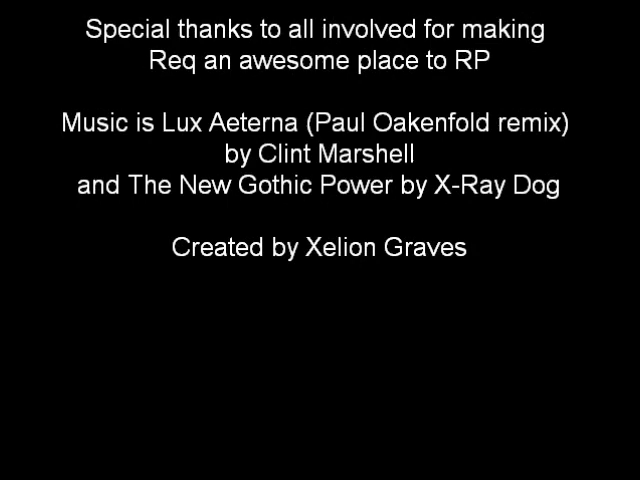 Special thanks to all involved for making
Req an awesome place to RP
Music is Lux Aeterna (Paul Oakenfold remix)
by Clint Marshell
and The New Gothic Power by X-Ray Dog
Created by Xelion Graves